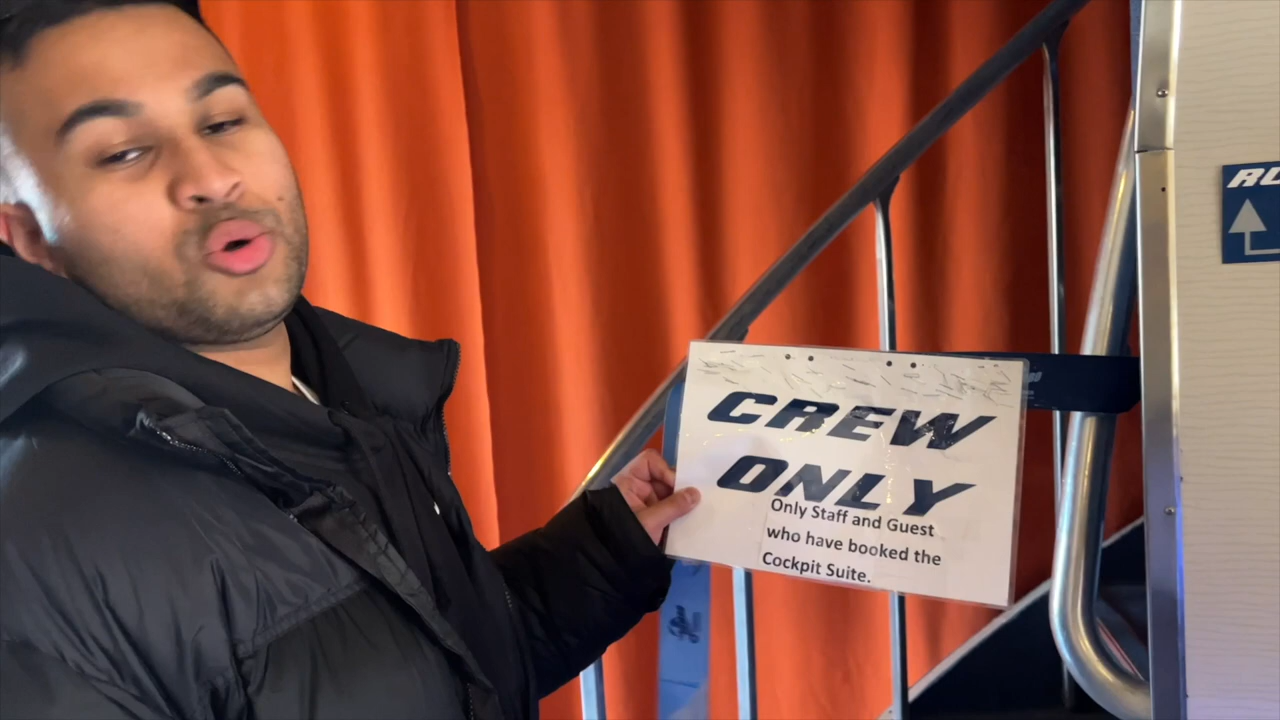 CREW
ONLY
Only Staff and Guest
who have booked the
Cockpit Suite.